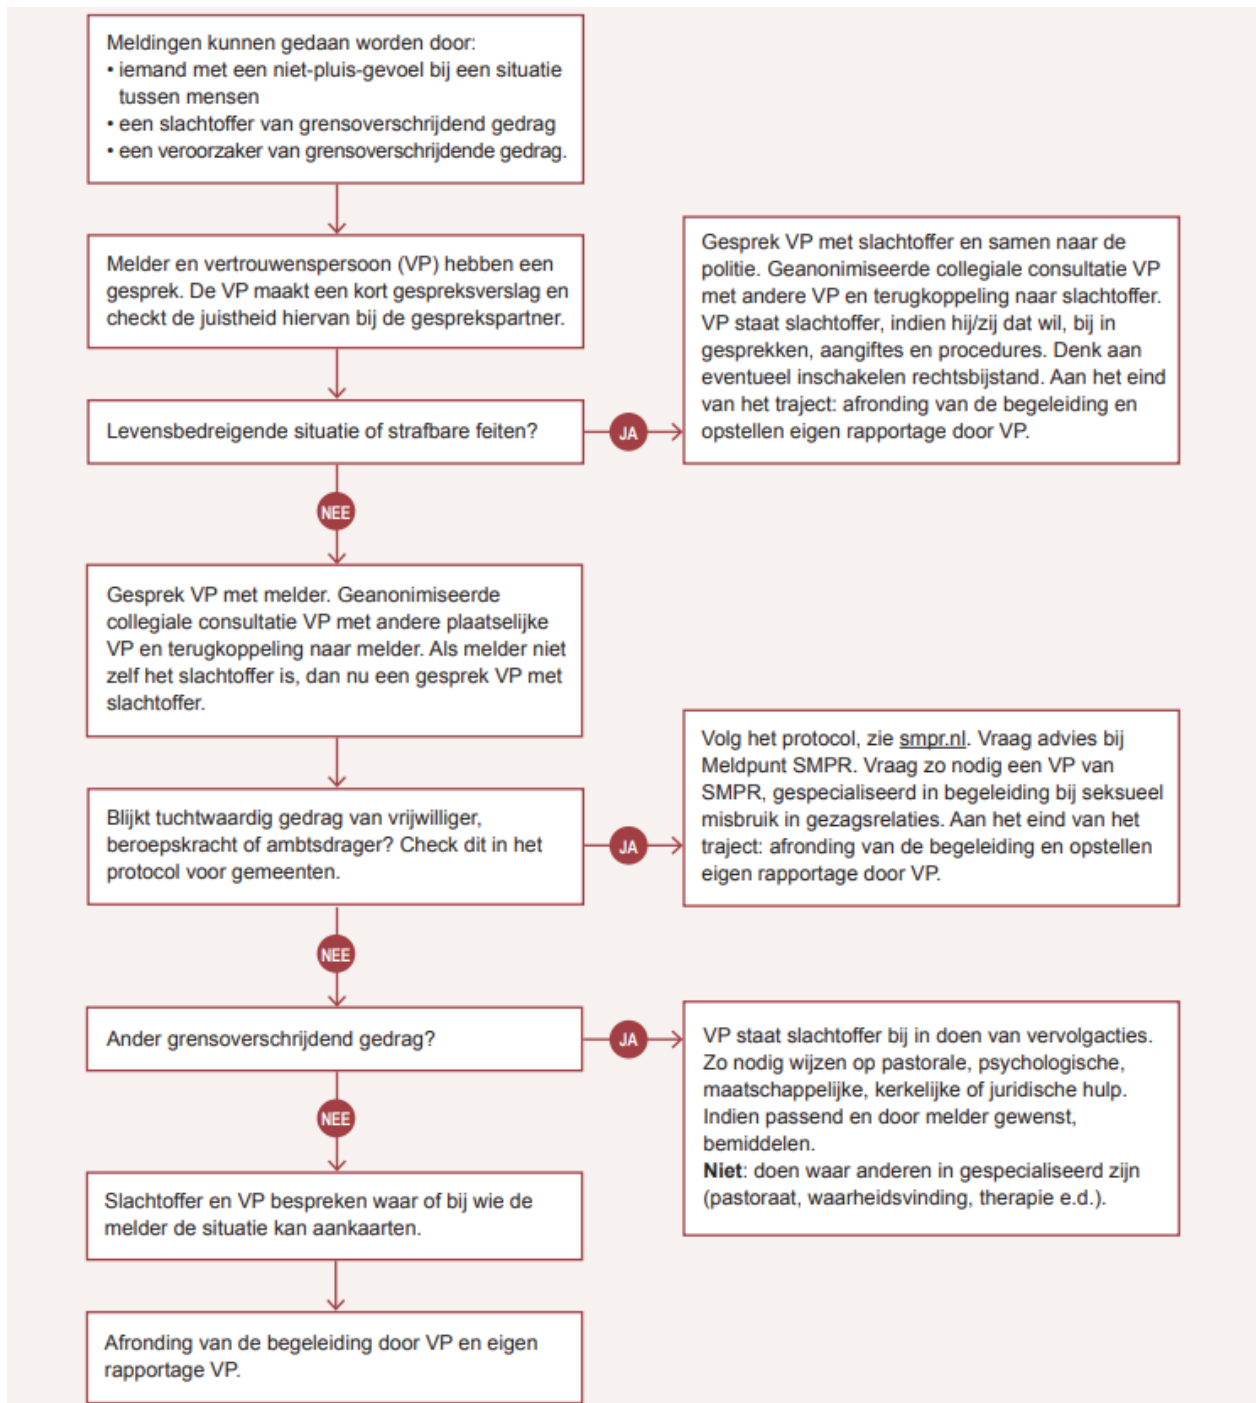 Meldingen kunnen gedaan worden door:
• iemand met een niet-pluis-gevoel bij een situatie
tussen mensen
• een slachtoffer van grensoverschrijdend gedrag
• een veroorzaker van grensoverschrijdende gedrag.
Melder en vertrouwenspersoon (VP) hebben een
gesprek. De VP maakt een kort gespreksverslag en
checkt de juistheid hiervan bij de gesprekspartner.
Levensbedreigende situatie of strafbare feiten?
JA
Gesprek VP met slachtoffer en samen naar de
politie. Geanonimiseerde collegiale consultatie VP
met andere VP en terugkoppeling naar slachtoffer.
VP staat slachtoffer, indien hij/zij dat wil, bij in
gesprekken, aangiftes en procedures. Denk aan
eventueel inschakelen rechtsbijstand. Aan het eind
van het traject: afronding van de begeleiding en
opstellen eigen rapportage door VP.
NEE
Gesprek VP met melder. Geanonimiseerde
collegiale consultatie VP met andere plaatselijke
VP en terugkoppeling naar melder. Als melder niet
zelf het slachtoffer is, dan nu een gesprek VP met
slachtoffer.
Blijkt tuchtwaardig gedrag van vrijwilliger,
beroepskracht of ambtsdrager? Check dit in het
protocol voor gemeenten.
JA
Volg het protocol, zie smpr.nl. Vraag advies bij
Meldpunt SMPR. Vraag zo nodig een VP van
SMPR, gespecialiseerd in begeleiding bij seksueel
misbruik in gezagsrelaties. Aan het eind van het
traject: afronding van de begeleiding en opstellen
eigen rapportage door VP.
NEE
Ander grensoverschrijdend gedrag?
JA
VP staat slachtoffer bij in doen van vervolgacties.
Zo nodig wijzen op pastorale, psychologische,
maatschappelijke, kerkelijke of juridische hulp.
Indien passend en door melder gewenst,
bemiddelen.
Niet: doen waar anderen in gespecialiseerd zijn
(pastoraat, waarheidsvinding, therapie e.d.).
NEE
Slachtoffer en VP bespreken waar of bij wie de
melder de situatie kan aankaarten.
Afronding van de begeleiding door VP en eigen
rapportage VP.